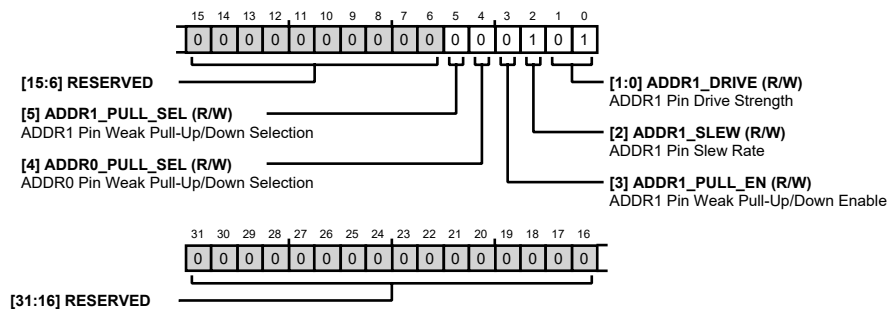 15 14 13 12 11 10 9 8 7 6 5 4 3 2 1 0
0 0 0 0 0 0 0 0 0 0 0 0 0 1 0 1
[15:6] RESERVED
[1:0] ADDR1_DRIVE (R/W)
ADDR1 Pin Drive Strength
[5] ADDR1_PULL_SEL (R/W)
ADDR1 Pin Weak Pull-Up/Down Selection
[2] ADDR1_SLEW (R/W)
ADDR1 Pin Slew Rate
[4] ADDR0_PULL_SEL (R/W)
ADDR0 Pin Weak Pull-Up/Down Selection
[3] ADDR1_PULL_EN (R/W)
ADDR1 Pin Weak Pull-Up/Down Enable
31 30 29 28 27 26 25 24 23 22 21 20 19 18 17 16
0 0 0 0 0 0 0 0 0 0 0 0 0 0 0 0
[31:16] RESERVED